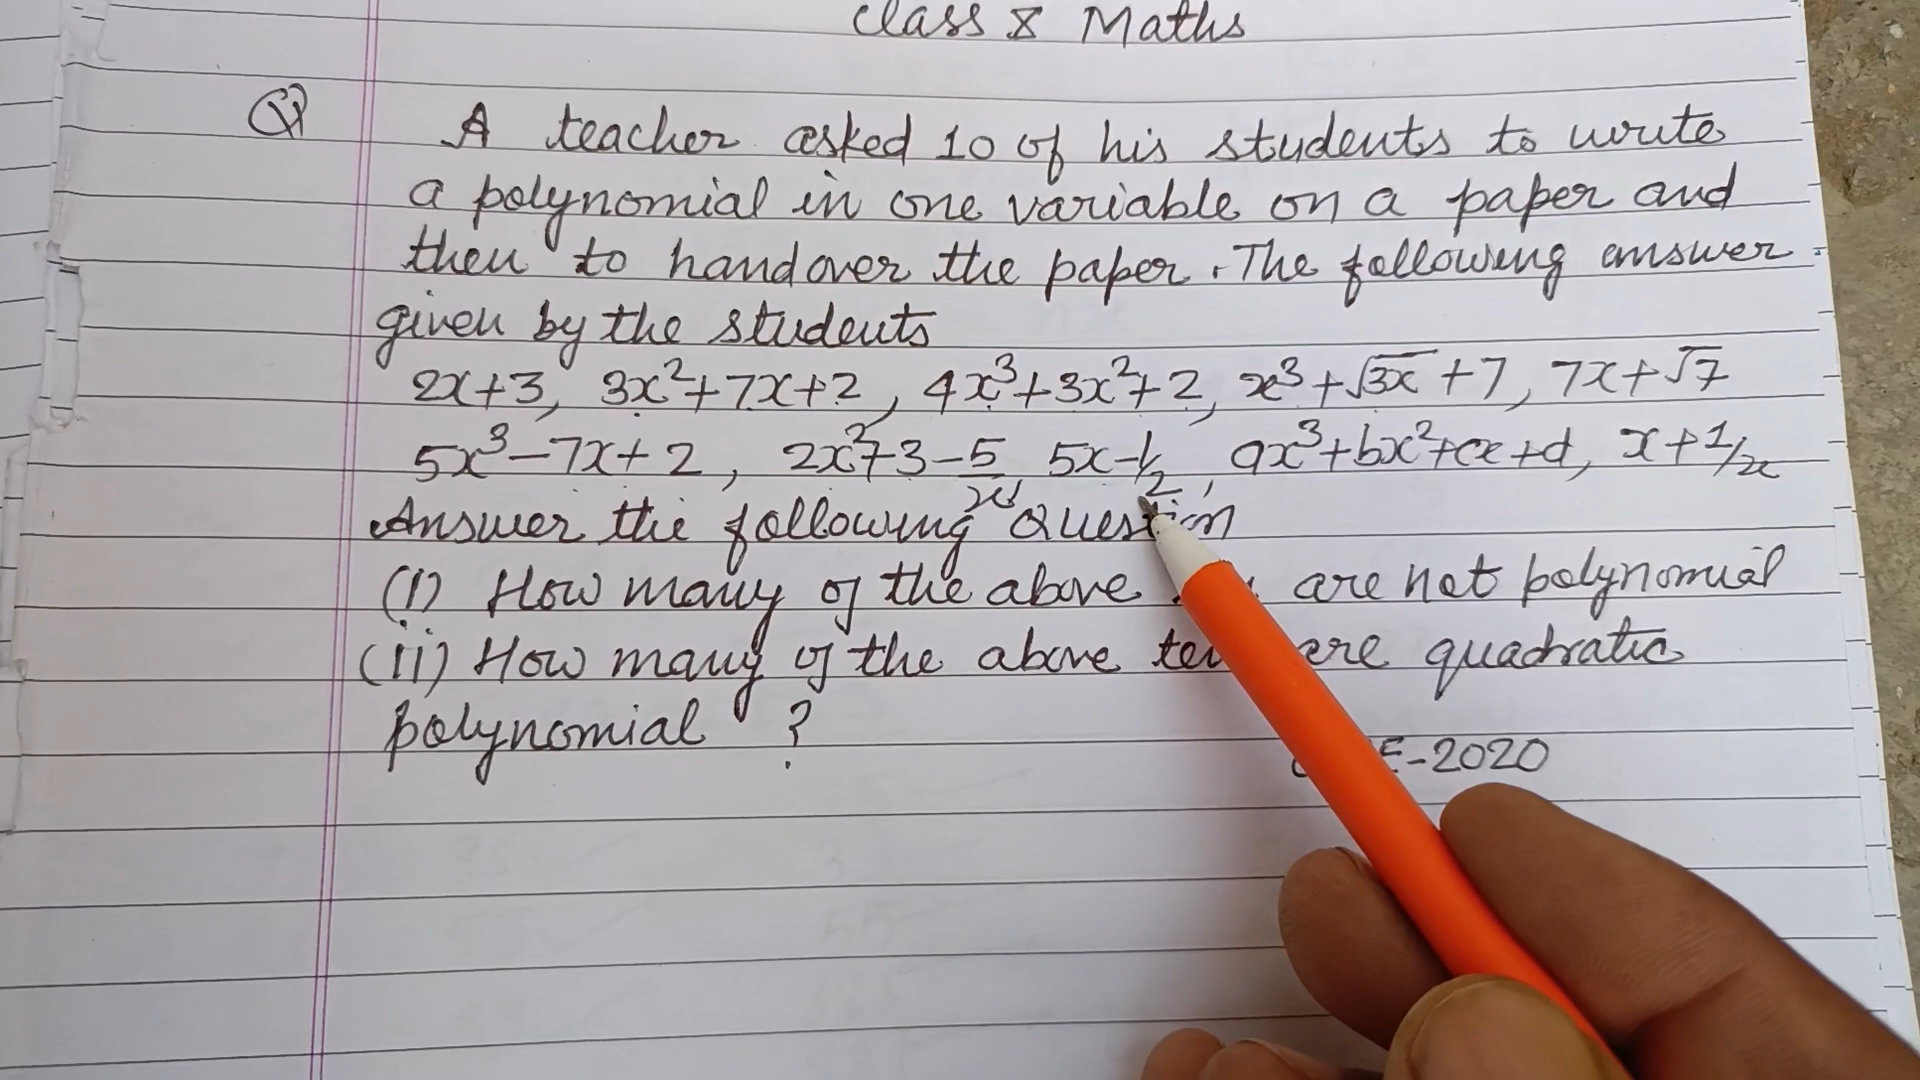 Class X Maths
Q A teacher asked 10 of his students to write
a polynomial in one variable on a paper and
then to handover the paper. The following answer
given by the students
2x+3, 3x²+7x+2, 4x³+3x²+2, x³+√3x+7, 7x+√7
5x³-7x+2, 2x²+3-5/x, 5x-1/2, ax³+bx²+cx+d, x+1/x
Answer the following Question
(I) How many of the above are not polynomial
(II) How many of the above ten are quadratic
polynomial ?
-2020